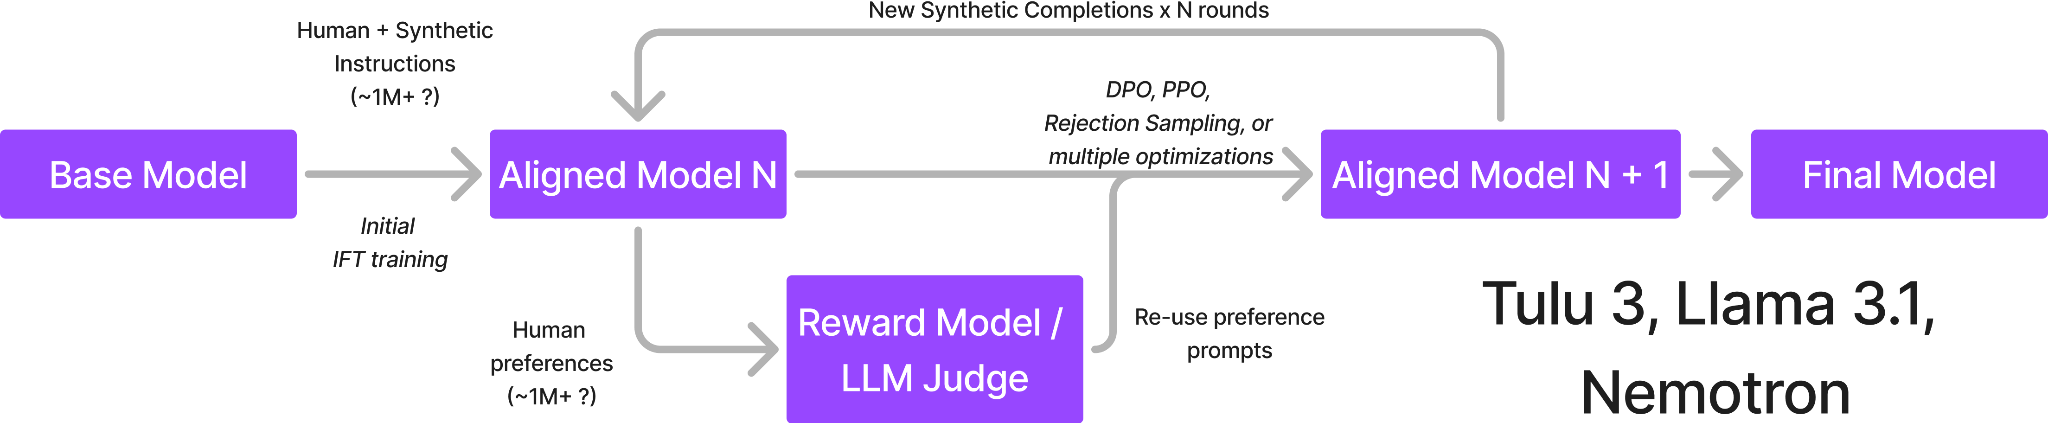 New Synthetic Completions x N rounds
Human + Synthetic
Instructions
(~1M+ ?)
DPO, PPO,
Rejection Sampling, or
multiple optimizations
Base Model
Aligned Model N
Aligned Model N + 1
Final Model
Initial
IFT training
Human
preferences
(~1M+ ?)
Reward Model /
LLM Judge
Re-use preference
prompts
Tulu 3, Llama 3.1,
Nemotron